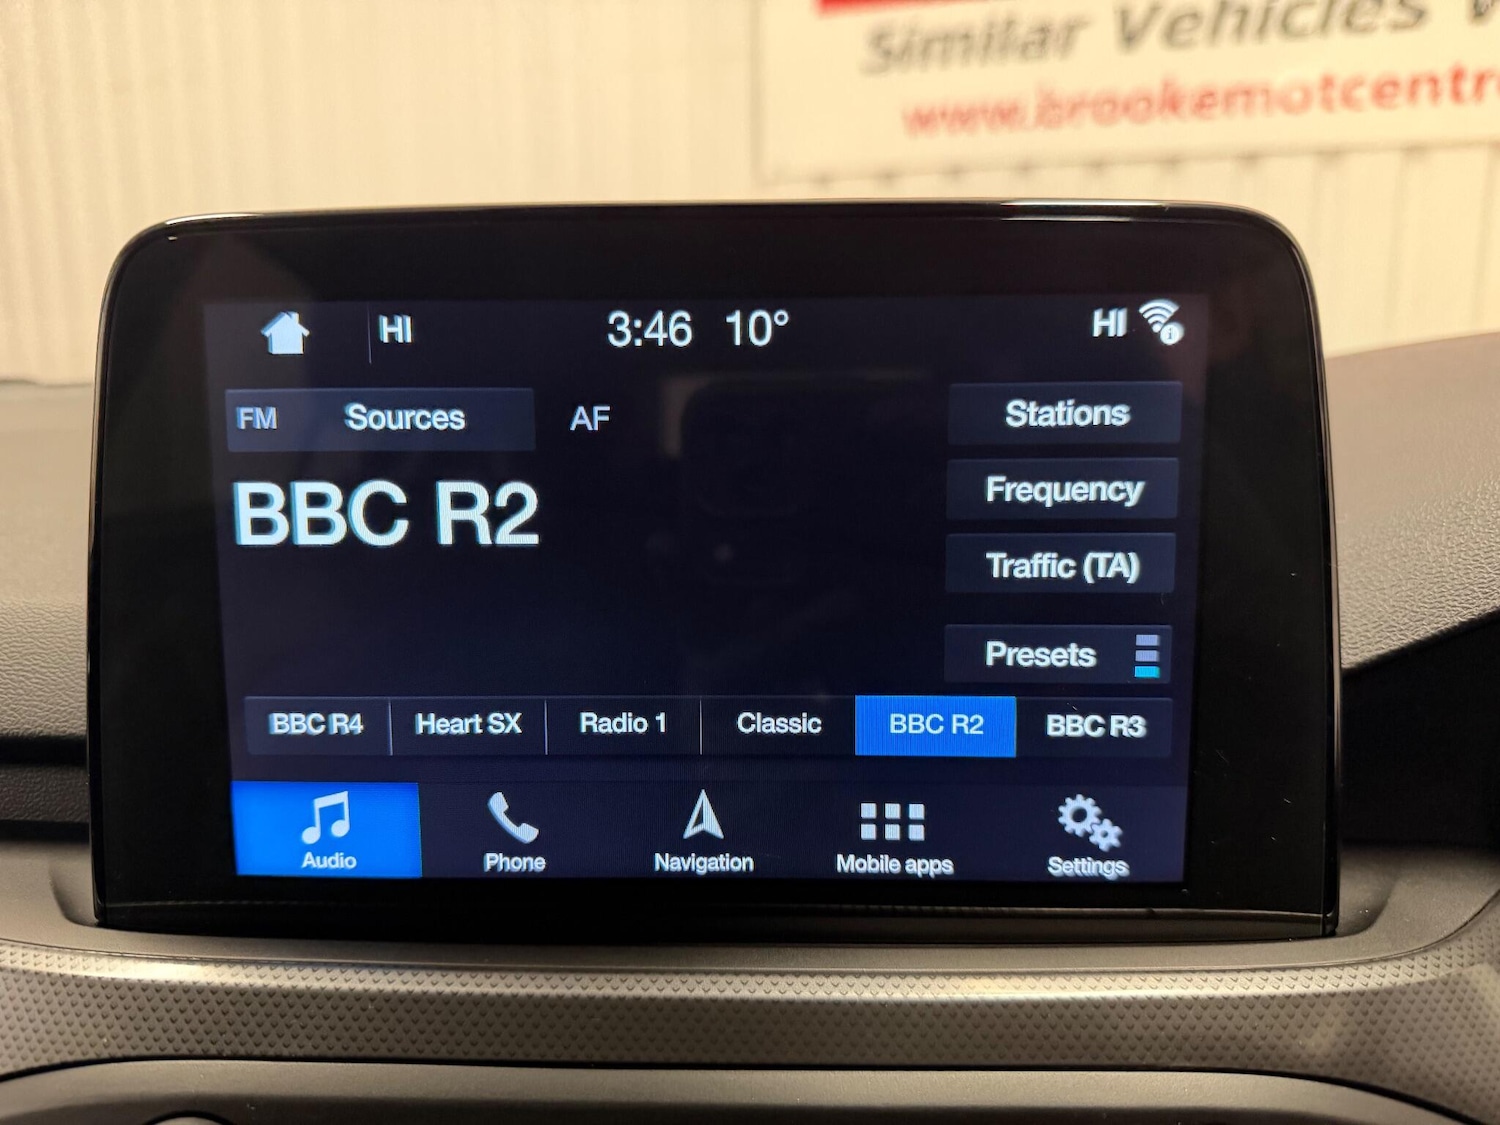 Similar Vehicles
www.brookemotcentr
HI 3:46 10° HI
FM Sources AF
Stations
BBC R2
Frequency
Traffic (TA)
Presets
BBC R4 Heart SX Radio 1 Classic BBC R2 BBC R3
Audio Phone Navigation Mobile apps Settings